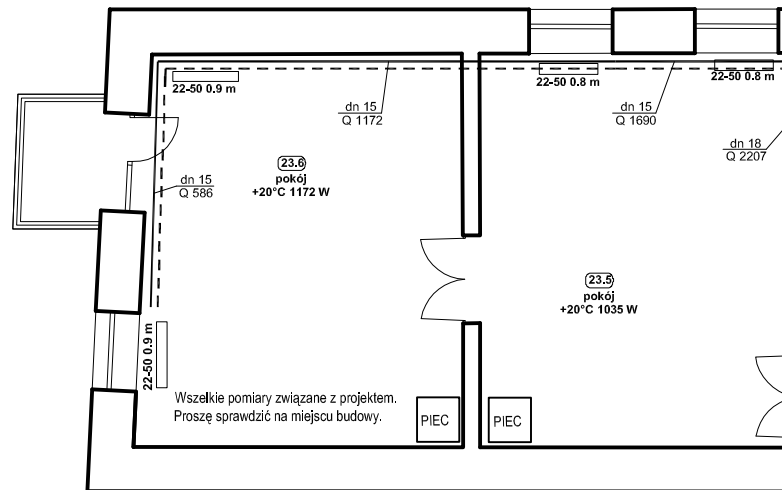 22-50 0.9 m
dn 15
Q 1172
22-50 0.8 m
dn 15
Q 1690
22-50 0.8 m
dn 18
Q 2207
23.6
pokój
+20°C 1172 W
dn 15
Q 586
23.5
pokój
+20°C 1035 W
22-50 0.9 m
Wszelkie pomiary związane z projektem.
Proszę sprawdzić na miejscu budowy.
PIEC
PIEC